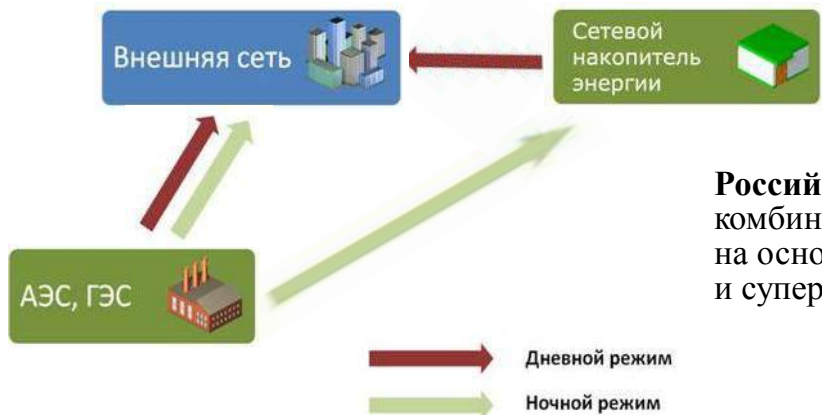 Внешняя сеть
Сетевой
накопитель
энергии
АЭС, ГЭС
Дневной режим
Ночной режим
Россий
комбин
на осно
и супер